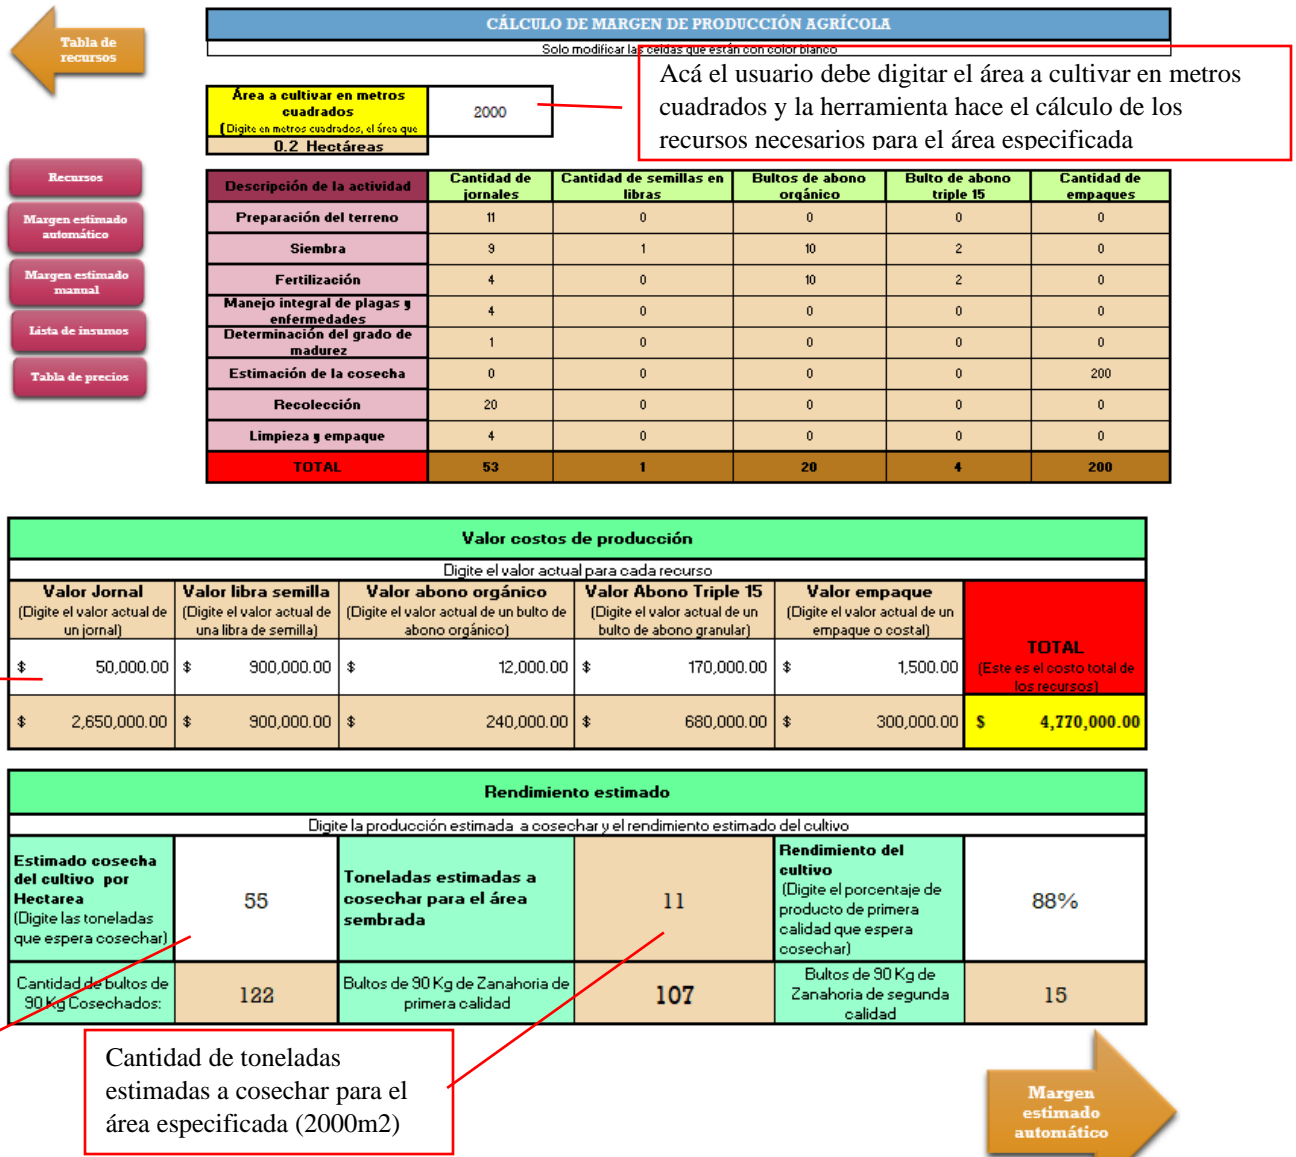 Tabla de
recursos
CÁLCULO DE MARGEN DE PRODUCCIÓN AGRÍCOLA
Solo modificar las celdas que están con color blanco
Acá el usuario debe digitar el área a cultivar en metros
cuadrados y la herramienta hace el cálculo de los
recursos necesarios para el área especificada
Área a cultivar en metros
cuadrados
(Digite en metros cuadrados, el área que
2000
0.2 Hectáreas
Recursos
Margen estimado
automático
Margen estimado
manual
Lista de insumos
Tabla de precios
Descripción de la actividad
Cantidad de
jornales
Cantidad de semillas en
libras
Bultos de abono
orgánico
Bulto de abono
triple 15
Cantidad de
empaques
Preparación del terreno 11 0 0 0 0
Siembra 9 1 10 2 0
Fertilización 4 0 10 2 0
Manejo integral de plagas y
enfermedades
4 0 0 0 0
Determinación del grado de
madurez
1 0 0 0 0
Estimación de la cosecha 0 0 0 0 200
Recolección 20 0 0 0 0
Limpieza y empaque 4 0 0 0 0
TOTAL 53 1 20 4 200
Valor costos de producción
Digite el valor actual para cada recurso
Valor Jornal
(Digite el valor actual de
un jornal)
Valor libra semilla
(Digite el valor actual de
una libra de semilla)
Valor abono orgánico
(Digite el valor actual de un bulto de
abono orgánico)
Valor Abono Triple 15
(Digite el valor actual de un
bulto de abono granular)
Valor empaque
(Digite el valor actual de un
empaque o costal)
TOTAL
(Este es el costo total de
los recursos)
$ 50,000.00 $ 900,000.00 $ 12,000.00 $ 170,000.00 $ 1,500.00
$ 2,650,000.00 $ 900,000.00 $ 240,000.00 $ 680,000.00 $ 300,000.00 $ 4,770,000.00
Rendimiento estimado
Digite la producción estimada a cosechar y el rendimiento estimado del cultivo
Estimado cosecha
del cultivo por
Hectarea
(Digite las toneladas
que espera cosechar)
55
Toneladas estimadas a
cosechar para el área
sembrada
11
Rendimiento del
cultivo
(Digite el porcentaje de
producto de primera
calidad que espera
cosechar)
88%
Cantidad de bultos de
90 Kg Cosechados:
122
Bultos de 90 Kg de Zanahoria de
primera calidad
107
Bultos de 90 Kg de
Zanahoria de segunda
calidad
15
Cantidad de toneladas
estimadas a cosechar para el
área especificada (2000m2)
Margen
estimado
automático